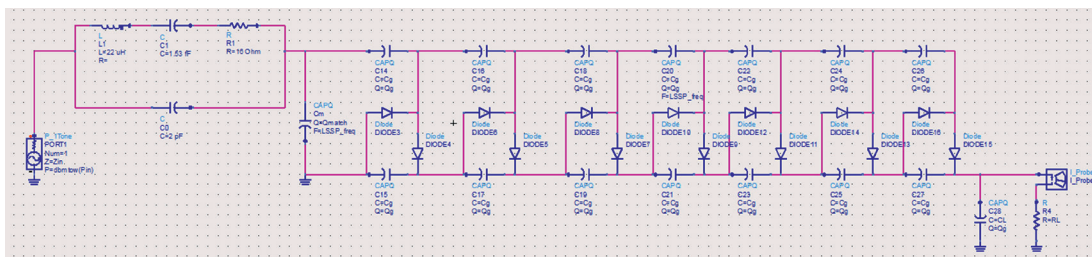 L
L1
L=22 uH
R=
C
C1
C=1.53 fF
R
R1
R=16 Ohm
C
C0
C=2 pF
P_1Tone
PORT1
Num=1
Z=Zin
P=dbmtow(Pin)
CAPQ
Cm
Q=Qmatch
F=LSSP_freq
CAPQ
C14
C=Cg
Q=Qg
CAPQ
C16
C=Cg
Q=Qg
CAPQ
C18
C=Cg
Q=Qg
CAPQ
C20
C=Cg
Q=Qg
F=LSSP_freq
CAPQ
C22
C=Cg
Q=Qg
CAPQ
C24
C=Cg
Q=Qg
CAPQ
C26
C=Cg
Q=Qg
Diode
DIODE3
Diode
DIODE4
Diode
DIODE6
Diode
DIODE5
Diode
DIODE8
Diode
DIODE7
Diode
DIODE10
Diode
DIODE9
Diode
DIODE12
Diode
DIODE11
Diode
DIODE14
Diode
DIODE13
Diode
DIODE16
Diode
DIODE15
CAPQ
C15
C=Cg
Q=Qg
CAPQ
C17
C=Cg
Q=Qg
CAPQ
C19
C=Cg
Q=Qg
CAPQ
C21
C=Cg
Q=Qg
CAPQ
C23
C=Cg
Q=Qg
CAPQ
C25
C=Cg
Q=Qg
CAPQ
C27
C=Cg
Q=Qg
CAPQ
C28
C=CL
Q=Qg
R
R4
R=RL
I_Probe
I_Probe